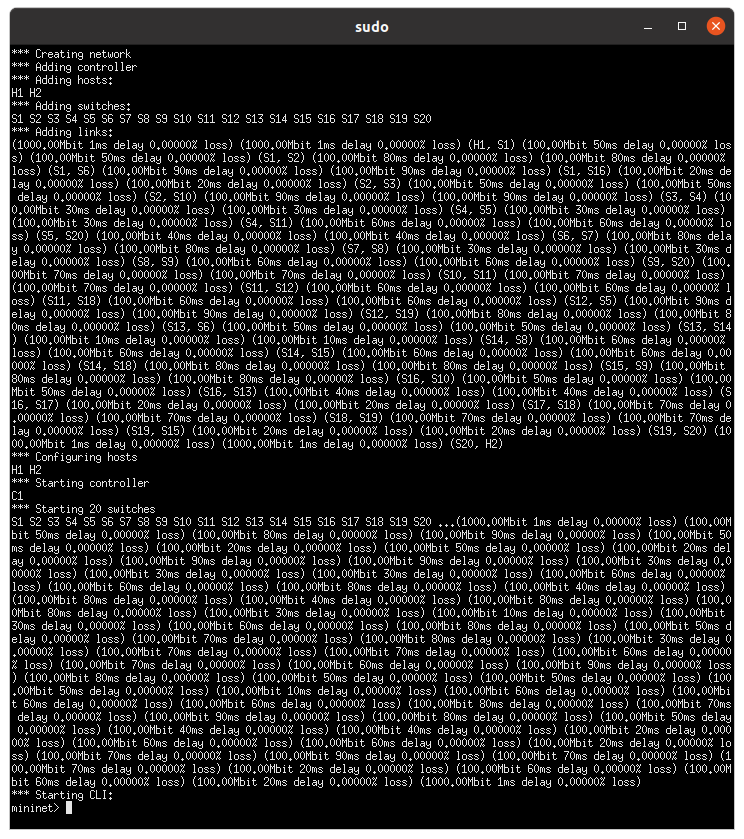 sudo
*** Creating network
*** Adding controller
*** Adding hosts:
H1 H2
*** Adding switches:
S1 S2 S3 S4 S5 S6 S7 S8 S9 S10 S11 S12 S13 S14 S15 S16 S17 S18 S19 S20
*** Adding links:
(1000.00Mbit 1ms delay 0.00000% loss) (1000.00Mbit 1ms delay 0.00000% loss) (H1, S1) (100.00Mbit 50ms delay 0.00000% los
s) (100.00Mbit 50ms delay 0.00000% loss) (S1, S2) (100.00Mbit 80ms delay 0.00000% loss) (100.00Mbit 80ms delay 0.00000%
loss) (S1, S6) (100.00Mbit 90ms delay 0.00000% loss) (100.00Mbit 90ms delay 0.00000% loss) (S1, S16) (100.00Mbit 20ms de
lay 0.00000% loss) (100.00Mbit 20ms delay 0.00000% loss) (S2, S3) (100.00Mbit 50ms delay 0.00000% loss) (100.00Mbit 50ms
delay 0.00000% loss) (S2, S10) (100.00Mbit 90ms delay 0.00000% loss) (100.00Mbit 90ms delay 0.00000% loss) (S3, S4) (10
0.00Mbit 30ms delay 0.00000% loss) (100.00Mbit 30ms delay 0.00000% loss) (S4, S5) (100.00Mbit 30ms delay 0.00000% loss)
(100.00Mbit 30ms delay 0.00000% loss) (S4, S11) (100.00Mbit 60ms delay 0.00000% loss) (100.00Mbit 60ms delay 0.00000% lo
ss) (S5, S20) (100.00Mbit 40ms delay 0.00000% loss) (100.00Mbit 40ms delay 0.00000% loss) (S6, S7) (100.00Mbit 80ms dela
y 0.00000% loss) (100.00Mbit 80ms delay 0.00000% loss) (S7, S8) (100.00Mbit 30ms delay 0.00000% loss) (100.00Mbit 30ms d
elay 0.00000% loss) (S8, S9) (100.00Mbit 60ms delay 0.00000% loss) (100.00Mbit 60ms delay 0.00000% loss) (S9, S20) (100.
00Mbit 70ms delay 0.00000% loss) (100.00Mbit 70ms delay 0.00000% loss) (S10, S11) (100.00Mbit 70ms delay 0.00000% loss)
(100.00Mbit 70ms delay 0.00000% loss) (S11, S12) (100.00Mbit 60ms delay 0.00000% loss) (100.00Mbit 60ms delay 0.00000% l
oss) (S11, S18) (100.00Mbit 60ms delay 0.00000% loss) (100.00Mbit 60ms delay 0.00000% loss) (S12, S5) (100.00Mbit 90ms d
elay 0.00000% loss) (100.00Mbit 90ms delay 0.00000% loss) (S12, S19) (100.00Mbit 80ms delay 0.00000% loss) (100.00Mbit 8
0ms delay 0.00000% loss) (S13, S6) (100.00Mbit 50ms delay 0.00000% loss) (100.00Mbit 50ms delay 0.00000% loss) (S13, S14
) (100.00Mbit 10ms delay 0.00000% loss) (100.00Mbit 10ms delay 0.00000% loss) (S14, S8) (100.00Mbit 60ms delay 0.00000%
loss) (100.00Mbit 60ms delay 0.00000% loss) (S14, S15) (100.00Mbit 60ms delay 0.00000% loss) (100.00Mbit 60ms delay 0.00
000% loss) (S14, S18) (100.00Mbit 80ms delay 0.00000% loss) (100.00Mbit 80ms delay 0.00000% loss) (S15, S9) (100.00Mbit
80ms delay 0.00000% loss) (100.00Mbit 80ms delay 0.00000% loss) (S16, S10) (100.00Mbit 50ms delay 0.00000% loss) (100.00
Mbit 50ms delay 0.00000% loss) (S16, S13) (100.00Mbit 40ms delay 0.00000% loss) (100.00Mbit 40ms delay 0.00000% loss) (S
16, S17) (100.00Mbit 20ms delay 0.00000% loss) (100.00Mbit 20ms delay 0.00000% loss) (S17, S18) (100.00Mbit 70ms delay 0
.00000% loss) (100.00Mbit 70ms delay 0.00000% loss) (S18, S19) (100.00Mbit 70ms delay 0.00000% loss) (100.00Mbit 70ms de
lay 0.00000% loss) (S19, S15) (100.00Mbit 20ms delay 0.00000% loss) (100.00Mbit 20ms delay 0.00000% loss) (S19, S20) (10
00.00Mbit 1ms delay 0.00000% loss) (1000.00Mbit 1ms delay 0.00000% loss) (S20, H2)
*** Configuring hosts
H1 H2
*** Starting controller
C1
*** Starting 20 switches
S1 S2 S3 S4 S5 S6 S7 S8 S9 S10 S11 S12 S13 S14 S15 S16 S17 S18 S19 S20 ...(1000.00Mbit 1ms delay 0.00000% loss) (100.00M
bit 50ms delay 0.00000% loss) (100.00Mbit 80ms delay 0.00000% loss) (100.00Mbit 90ms delay 0.00000% loss) (100.00Mbit 50
ms delay 0.00000% loss) (100.00Mbit 20ms delay 0.00000% loss) (100.00Mbit 50ms delay 0.00000% loss) (100.00Mbit 20ms del
ay 0.00000% loss) (100.00Mbit 90ms delay 0.00000% loss) (100.00Mbit 90ms delay 0.00000% loss) (100.00Mbit 30ms delay 0.0
0000% loss) (100.00Mbit 30ms delay 0.00000% loss) (100.00Mbit 30ms delay 0.00000% loss) (100.00Mbit 60ms delay 0.00000%
loss) (100.00Mbit 60ms delay 0.00000% loss) (100.00Mbit 80ms delay 0.00000% loss) (100.00Mbit 40ms delay 0.00000% loss)
(100.00Mbit 80ms delay 0.00000% loss) (100.00Mbit 40ms delay 0.00000% loss) (100.00Mbit 80ms delay 0.00000% loss) (100.0
0Mbit 80ms delay 0.00000% loss) (100.00Mbit 30ms delay 0.00000% loss) (100.00Mbit 10ms delay 0.00000% loss) (100.00Mbit
30ms delay 0.00000% loss) (100.00Mbit 60ms delay 0.00000% loss) (100.00Mbit 80ms delay 0.00000% loss) (100.00Mbit 50ms d
elay 0.00000% loss) (100.00Mbit 70ms delay 0.00000% loss) (100.00Mbit 80ms delay 0.00000% loss) (100.00Mbit 30ms delay 0
.00000% loss) (100.00Mbit 70ms delay 0.00000% loss) (100.00Mbit 70ms delay 0.00000% loss) (100.00Mbit 60ms delay 0.00000
% loss) (100.00Mbit 70ms delay 0.00000% loss) (100.00Mbit 60ms delay 0.00000% loss) (100.00Mbit 90ms delay 0.00000% loss
) (100.00Mbit 80ms delay 0.00000% loss) (100.00Mbit 50ms delay 0.00000% loss) (100.00Mbit 50ms delay 0.00000% loss) (100
.00Mbit 50ms delay 0.00000% loss) (100.00Mbit 10ms delay 0.00000% loss) (100.00Mbit 60ms delay 0.00000% loss) (100.00Mbi
t 60ms delay 0.00000% loss) (100.00Mbit 60ms delay 0.00000% loss) (100.00Mbit 80ms delay 0.00000% loss) (100.00Mbit 70ms
delay 0.00000% loss) (100.00Mbit 90ms delay 0.00000% loss) (100.00Mbit 80ms delay 0.00000% loss) (100.00Mbit 50ms delay
0.00000% loss) (100.00Mbit 40ms delay 0.00000% loss) (100.00Mbit 40ms delay 0.00000% loss) (100.00Mbit 20ms delay 0.000
00% loss) (100.00Mbit 60ms delay 0.00000% loss) (100.00Mbit 60ms delay 0.00000% loss) (100.00Mbit 20ms delay 0.00000% lo
ss) (100.00Mbit 70ms delay 0.00000% loss) (100.00Mbit 90ms delay 0.00000% loss) (100.00Mbit 70ms delay 0.00000% loss) (1
00.00Mbit 70ms delay 0.00000% loss) (100.00Mbit 20ms delay 0.00000% loss) (100.00Mbit 60ms delay 0.00000% loss) (100.00M
bit 60ms delay 0.00000% loss) (100.00Mbit 20ms delay 0.00000% loss) (1000.00Mbit 1ms delay 0.00000% loss)
*** Starting CLI:
mininet>